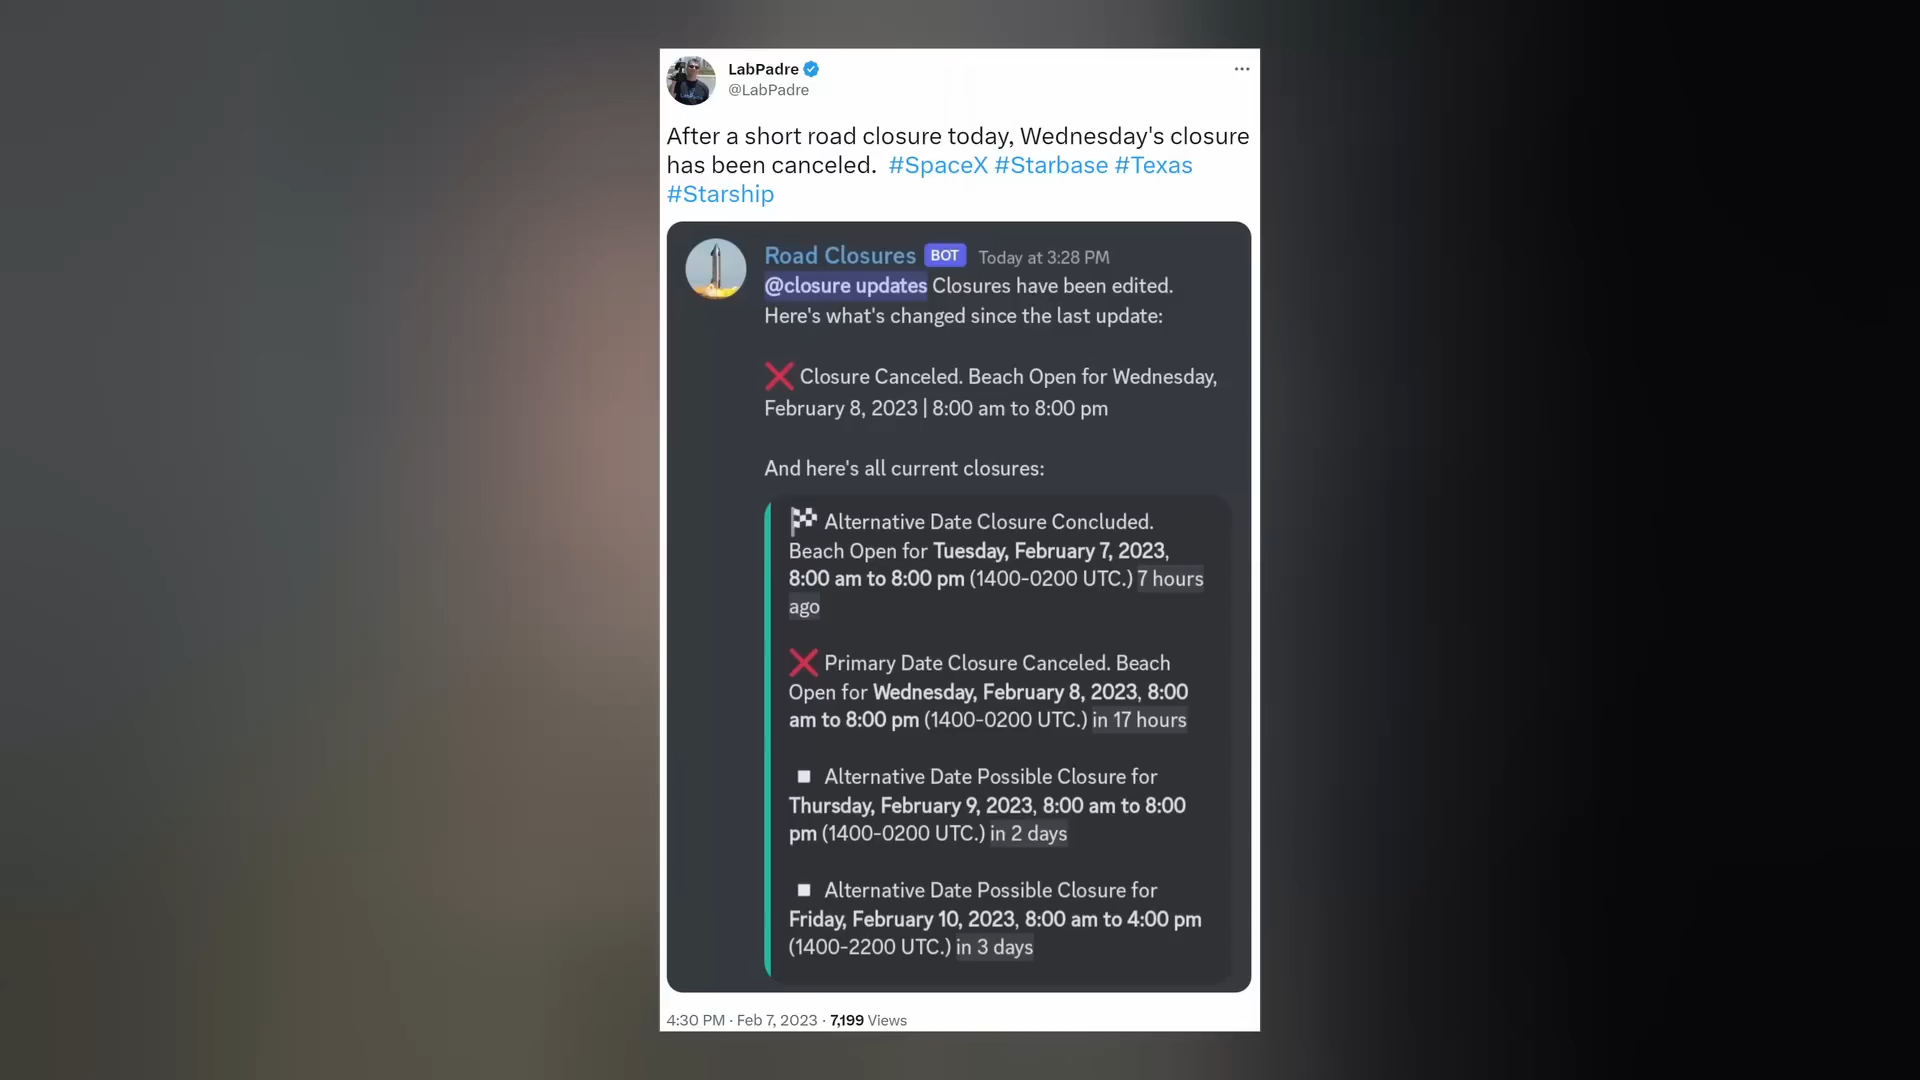 LabPadre
@LabPadre
After a short road closure today, Wednesday's closure
has been canceled. #SpaceX #Starbase #Texas
#Starship
Road Closures BOT Today at 3:28 PM
@closure updates Closures have been edited.
Here's what's changed since the last update:
❌ Closure Canceled. Beach Open for Wednesday,
February 8, 2023 | 8:00 am to 8:00 pm
And here's all current closures:
🏁 Alternative Date Closure Concluded.
Beach Open for Tuesday, February 7, 2023,
8:00 am to 8:00 pm (1400-0200 UTC.) 7 hours
ago
❌ Primary Date Closure Canceled. Beach
Open for Wednesday, February 8, 2023, 8:00
am to 8:00 pm (1400-0200 UTC.) in 17 hours
▫ Alternative Date Possible Closure for
Thursday, February 9, 2023, 8:00 am to 8:00
pm (1400-0200 UTC.) in 2 days
▫ Alternative Date Possible Closure for
Friday, February 10, 2023, 8:00 am to 4:00 pm
(1400-2200 UTC.) in 3 days
4:30 PM · Feb 7, 2023 · 7,199 Views